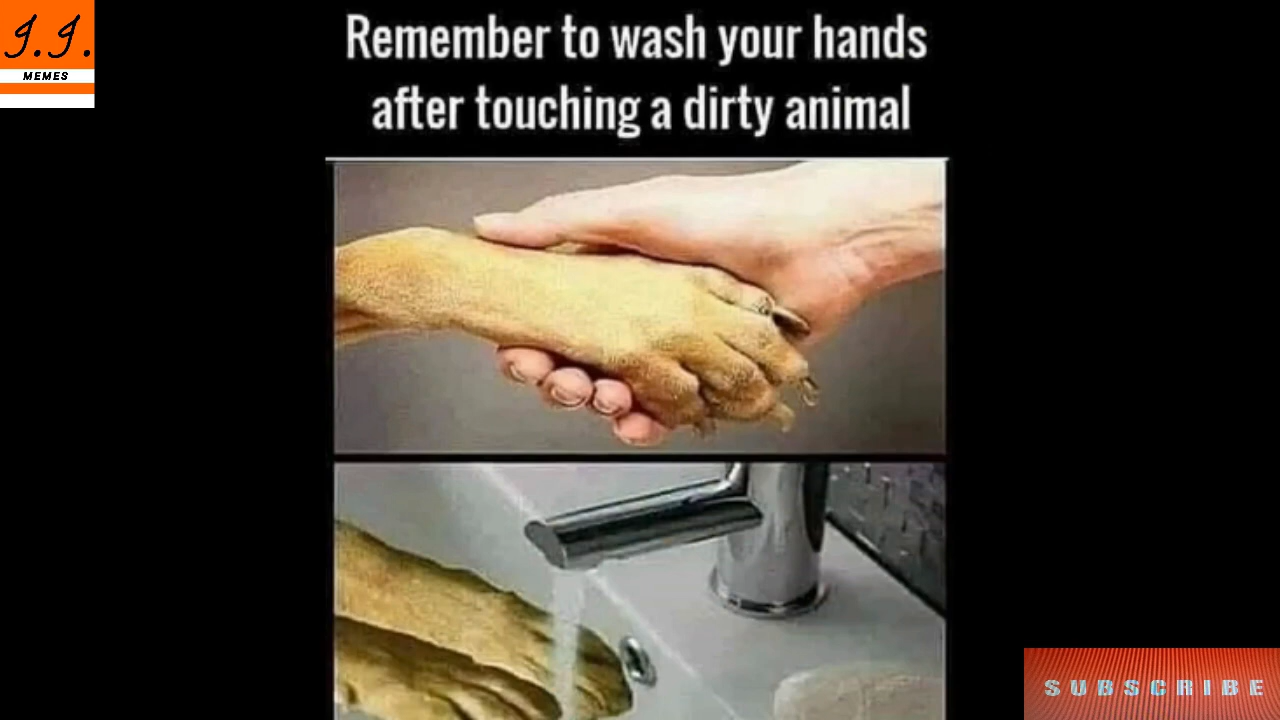 J.J.
MEMES
Remember to wash your hands
after touching a dirty animal
SUBSCRIBE